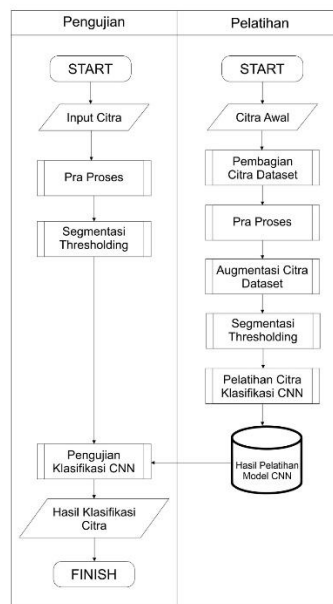 Pengujian
START
Input Citra
Pra Proses
Segmentasi
Thresholding
Pengujian
Klasifikasi CNN
Hasil Klasifikasi
Citra
FINISH
Pelatihan
START
Citra Awal
Pembagian
Citra Dataset
Pra Proses
Augmentasi Citra
Dataset
Segmentasi
Thresholding
Pelatihan Citra
Klasifikasi CNN
Hasil Pelatihan
Model CNN